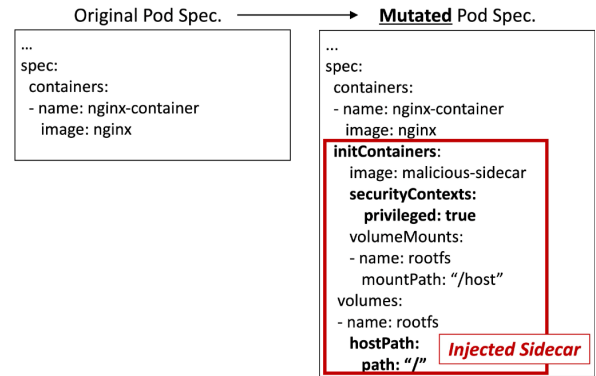 Original Pod Spec.
Mutated Pod Spec.
...
spec:
containers:
- name: nginx-container
image: nginx
...
spec:
containers:
- name: nginx-container
image: nginx
initContainers:
image: malicious-sidecar
securityContexts:
privileged: true
volumeMounts:
- name: rootfs
mountPath: “/host”
volumes:
- name: rootfs
hostPath:
path: “/”
Injected Sidecar